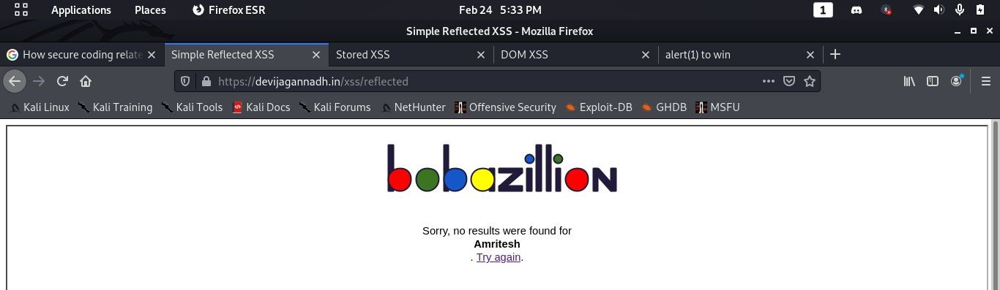 Applications Places Firefox ESR Feb 24 5:33 PM 1
Simple Reflected XSS - Mozilla Firefox
How secure coding relate Simple Reflected XSS Stored XSS DOM XSS alert(1) to win
https://devijagannadh.in/xss/reflected
Kali Linux Kali Training Kali Tools Kali Docs Kali Forums NetHunter Offensive Security Exploit-DB GHDB MSFU
bobazillion
Sorry, no results were found for
Amritesh
. Try again.